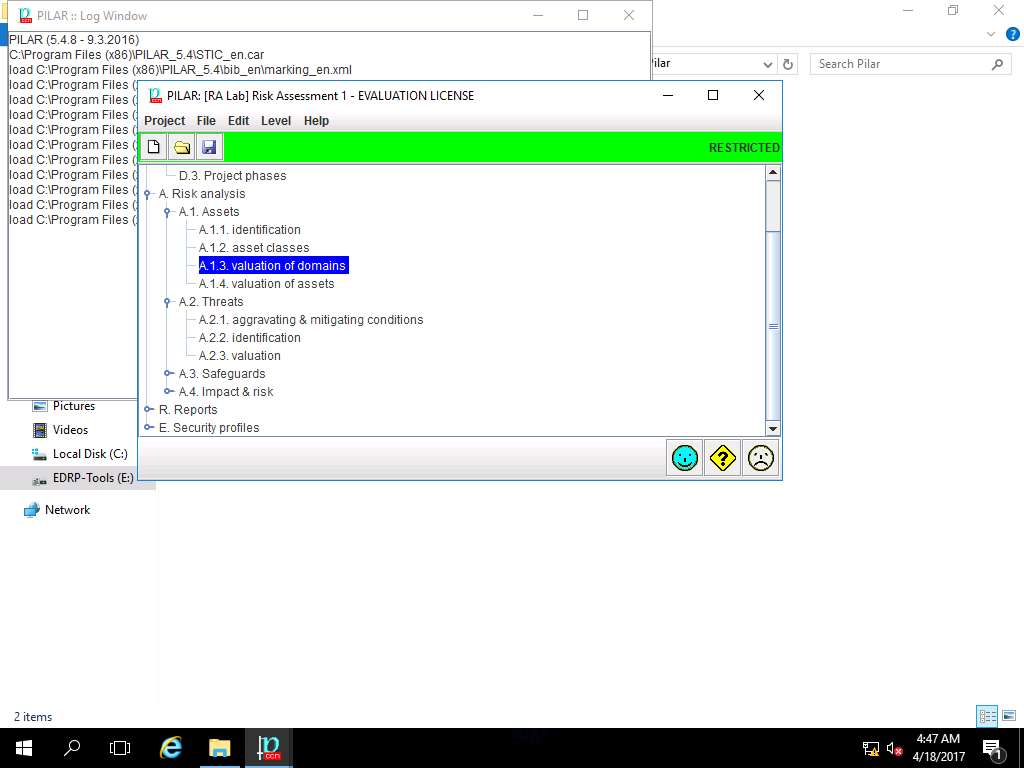 PILAR :: Log Window
PILAR (5.4.8 - 9.3.2016)
C:\Program Files (x86)\PILAR_5.4\STIC_en.car
load C:\Program Files (x86)\PILAR_5.4\bib_en\marking_en.xml
load C:\Program Files (
load C:\Program Files (
load C:\Program Files (
load C:\Program Files (
load C:\Program Files (
load C:\Program Files (
load C:\Program Files (
load C:\Program Files (
load C:\Program Files (
load C:\Program Files (
Pilar
Search Pilar
PILAR: [RA Lab] Risk Assessment 1 - EVALUATION LICENSE
Project File Edit Level Help
RESTRICTED
D.3. Project phases
A. Risk analysis
A.1. Assets
A.1.1. identification
A.1.2. asset classes
A.1.3. valuation of domains
A.1.4. valuation of assets
A.2. Threats
A.2.1. aggravating & mitigating conditions
A.2.2. identification
A.2.3. valuation
A.3. Safeguards
A.4. Impact & risk
R. Reports
E. Security profiles
Pictures
Videos
Local Disk (C:)
EDRP-Tools (E:)
Network
2 items
4:47 AM
4/18/2017
1